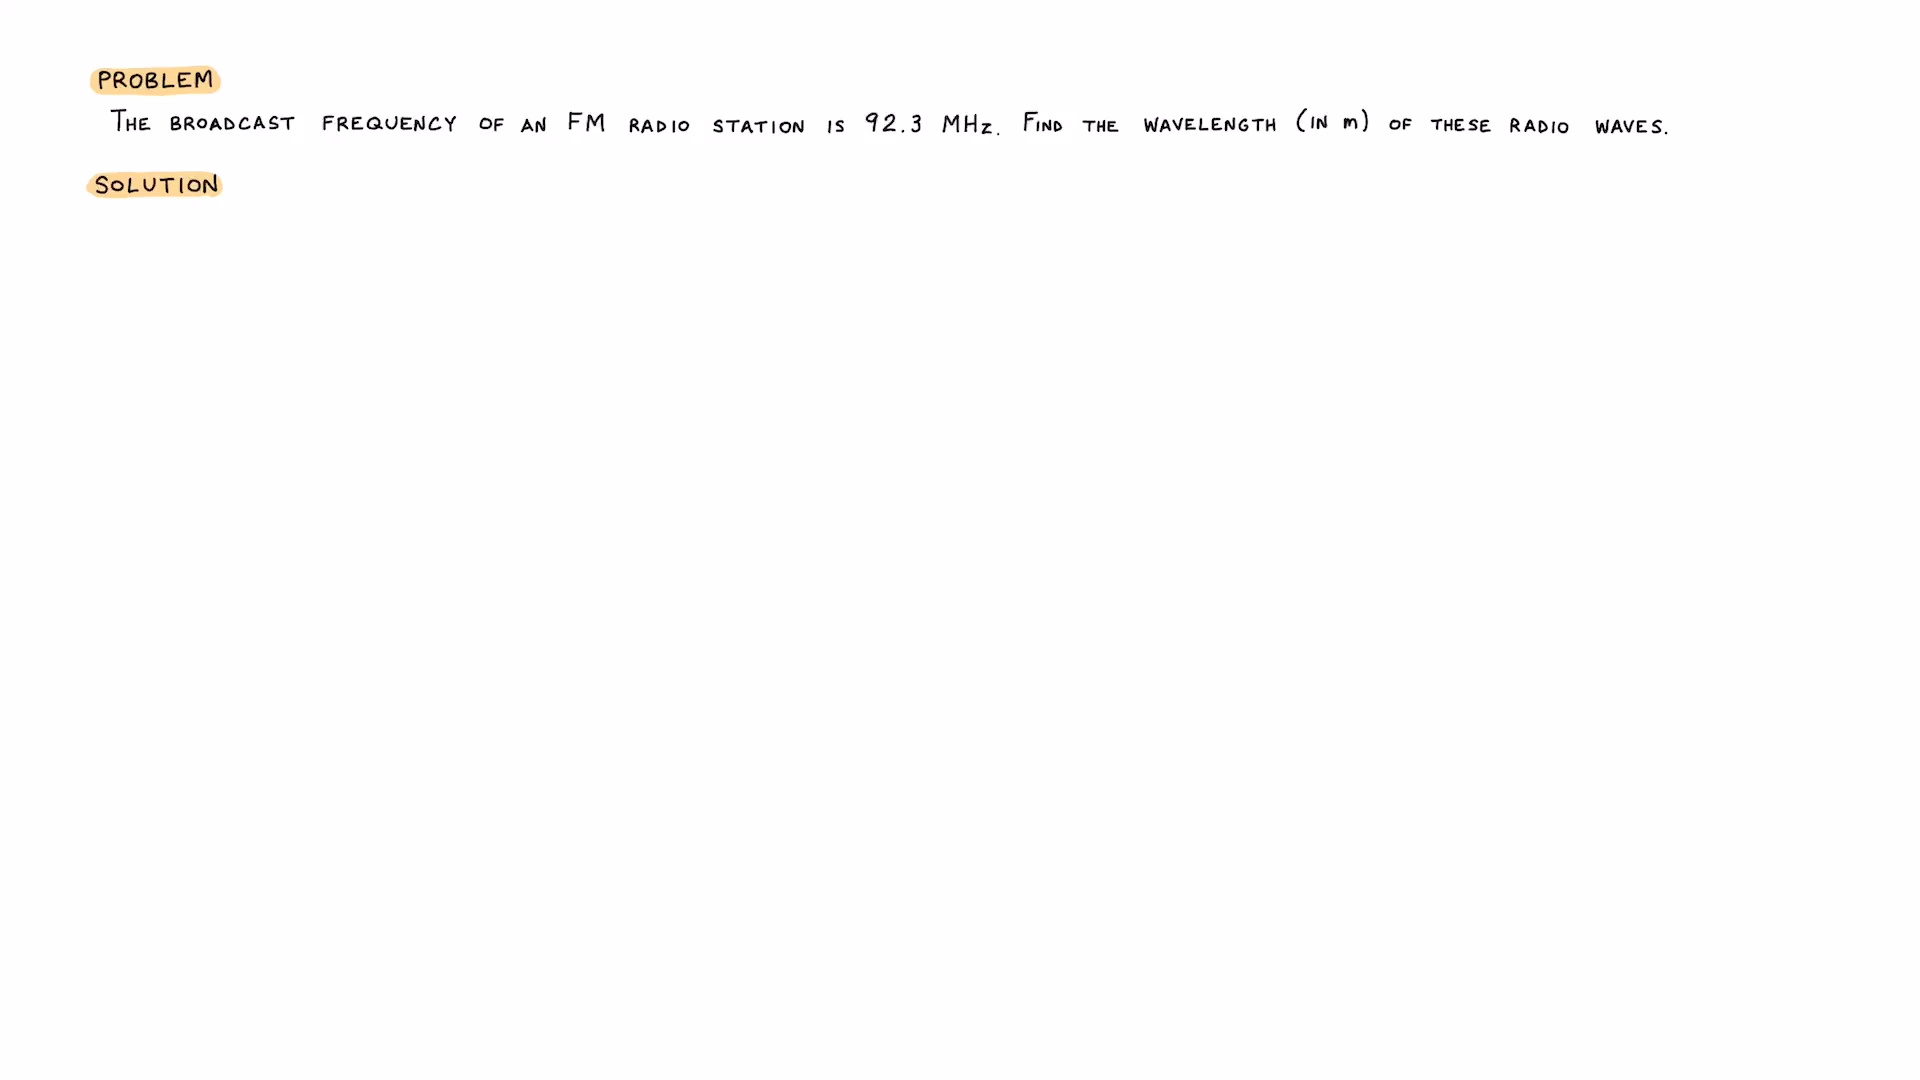 PROBLEM
THE BROADCAST FREQUENCY OF AN FM RADIO STATION IS 92.3 MHz. FIND THE WAVELENGTH (IN m) OF THESE RADIO WAVES.
SOLUTION